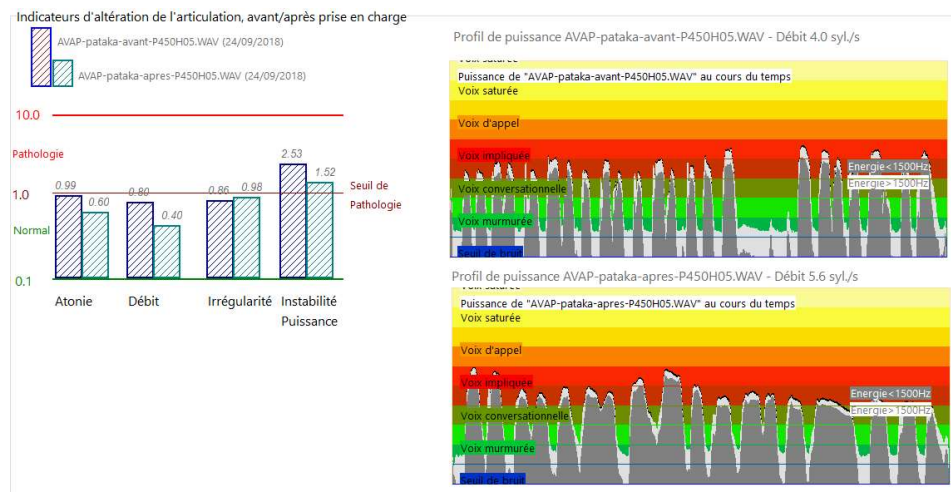 Indicateurs d'altération de l'articulation, avant/après prise en charge
AVAP-pataka-avant-P450H05.WAV (24/09/2018)
AVAP-pataka-apres-P450H05.WAV (24/09/2018)
10.0
Pathologie
1.0
Normal
0.1
0.99
0.60
0.80
0.40
0.86
0.98
2.53
1.52
Seuil de
Pathologie
Atonie
Débit
Irrégularité
Instabilité
Puissance
Profil de puissance AVAP-pataka-avant-P450H05.WAV - Débit 4.0 syl./s
Voix saturée
Puissance de "AVAP-pataka-avant-P450H05.WAV" au cours du temps
Voix saturée
Voix d'appel
Voix impliquée
Energie<1500Hz
Energie>1500Hz
Voix conversationnelle
Voix murmurée
Seuil de bruit
Profil de puissance AVAP-pataka-apres-P450H05.WAV - Débit 5.6 syl./s
Voix saturée
Puissance de "AVAP-pataka-apres-P450H05.WAV" au cours du temps
Voix saturée
Voix d'appel
Voix impliquée
Energie<1500Hz
Energie>1500Hz
Voix conversationnelle
Voix murmurée
Seuil de bruit